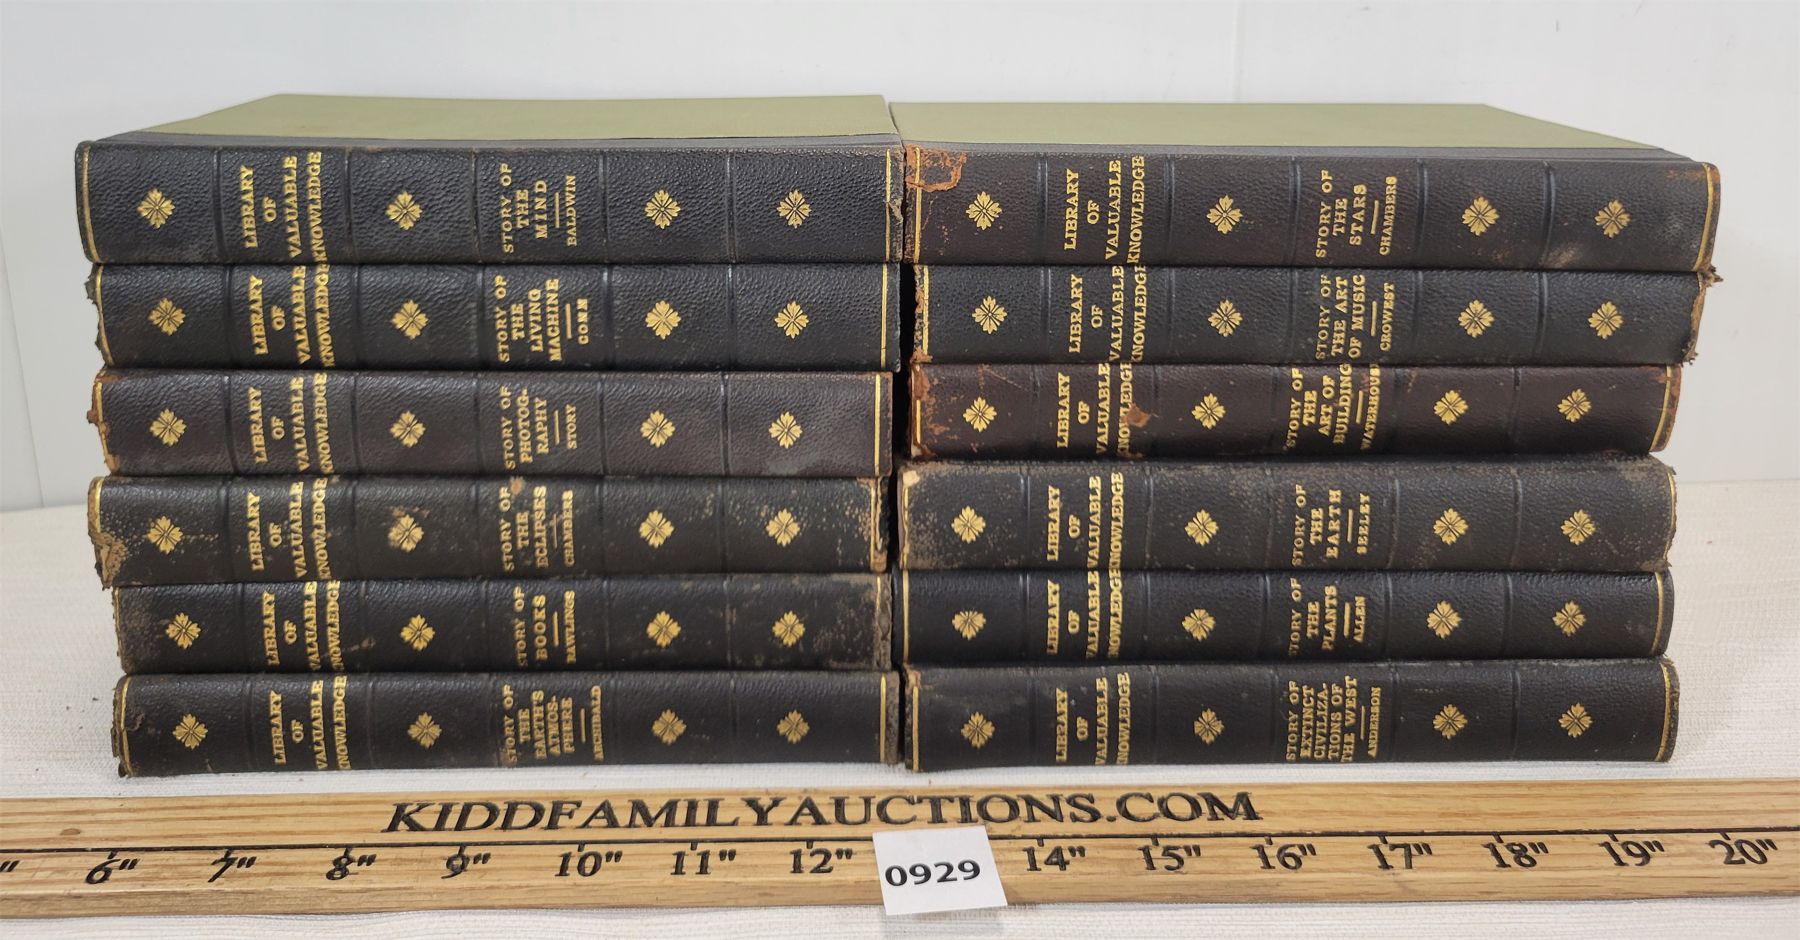 LIBRARY
OF
VALUABLE
KNOWLEDGE
STORY OF
THE
MIND
BALDWIN
LIBRARY
OF
VALUABLE
KNOWLEDGE
STORY OF
THE
LIVING
MACHINE
CONN
LIBRARY
OF
VALUABLE
KNOWLEDGE
STORY OF
PHOTOG-
RAPHY
STORY
LIBRARY
OF
VALUABLE
KNOWLEDGE
STORY OF
THE
ECLIPSES
CHAMBERS
LIBRARY
OF
VALUABLE
KNOWLEDGE
STORY OF
BOOKS
RAWLINGS
LIBRARY
OF
VALUABLE
KNOWLEDGE
STORY OF
THE
EARTH'S
ATMOS-
PHERE
ARCHIBALD
LIBRARY
OF
VALUABLE
KNOWLEDGE
STORY OF
THE
STARS
CHAMBERS
LIBRARY
OF
VALUABLE
KNOWLEDGE
STORY OF
THE ART
OF MUSIC
CROWEST
LIBRARY
OF
VALUABLE
KNOWLEDGE
STORY OF
THE
ART OF
BUILDING
WATERHOUSE
LIBRARY
OF
VALUABLE
KNOWLEDGE
STORY OF
THE
EARTH
SEELEY
LIBRARY
OF
VALUABLE
KNOWLEDGE
STORY OF
THE
PLANTS
ALLEN
LIBRARY
OF
VALUABLE
KNOWLEDGE
STORY OF
EXTINCT
CIVILIZA-
TIONS OF
THE WEST
ANDERSON
KIDDFAMILYAUCTIONS.COM
6" 7" 8" 9" 10" 11" 12" 14" 15" 16" 17" 18" 19" 20"
0929